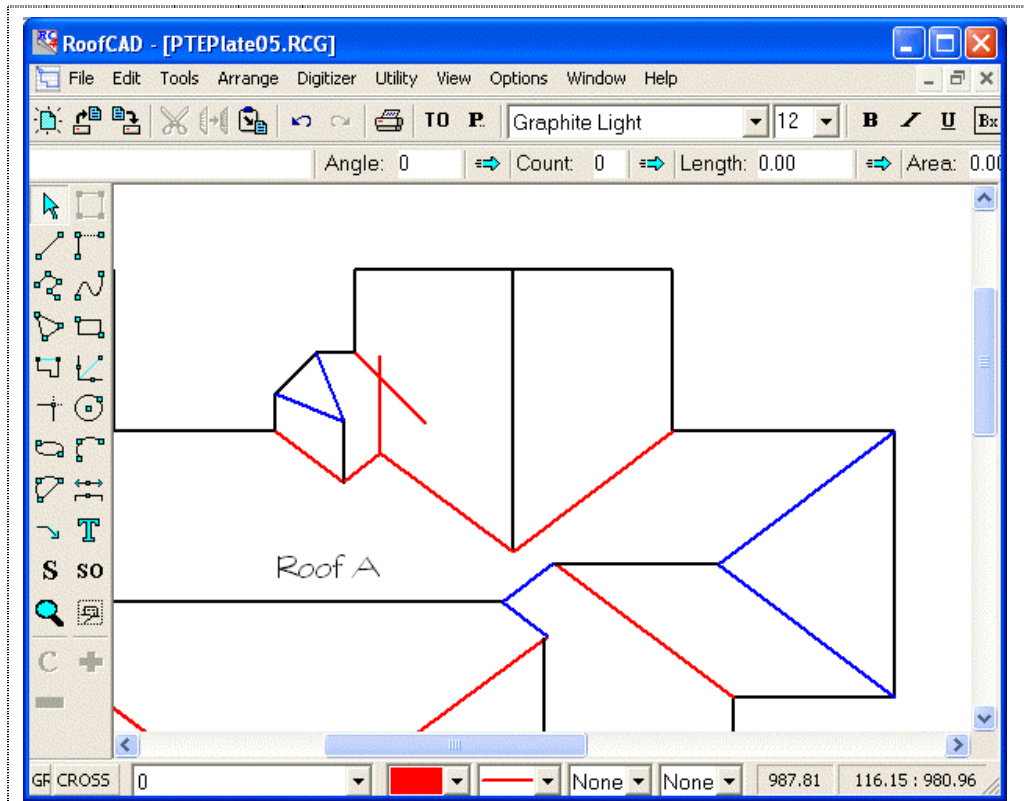 RoofCAD - [PTEPlate05.RCG]
File Edit Tools Arrange Digitizer Utility View Options Window Help
TO P. Graphite Light 12 B I U Bx
Angle: 0 Count: 0 Length: 0.00 Area: 0.00
T
S SO
Roof A
C
GF CROSS 0 None None 987.81 116.15 : 980.96